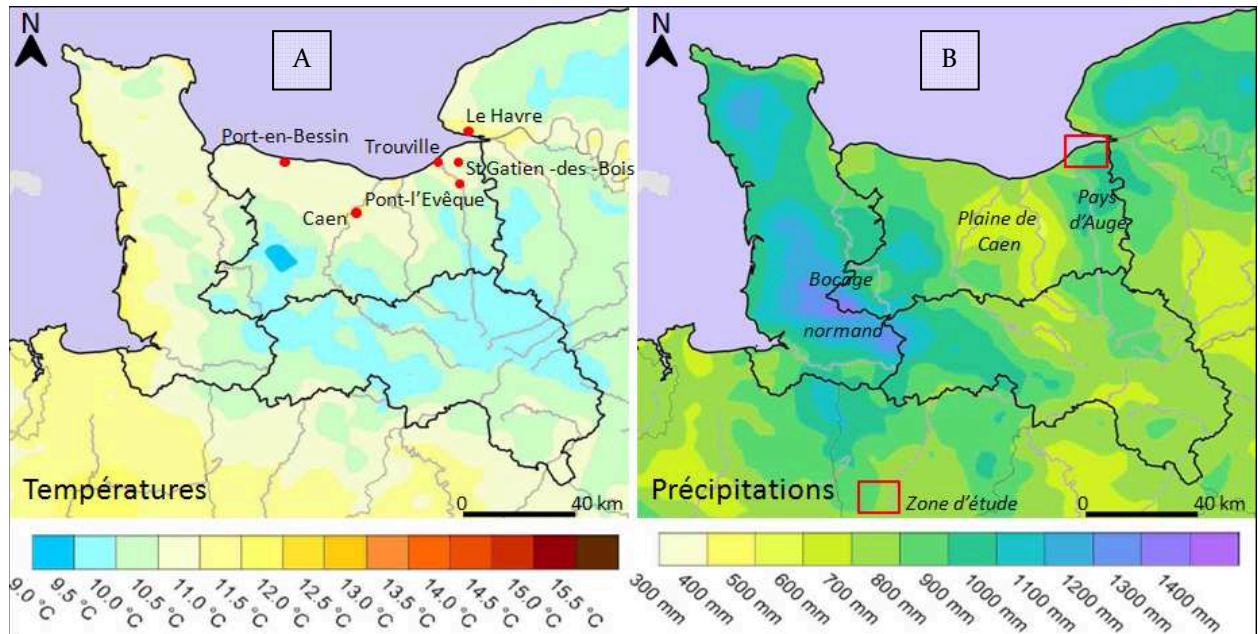 N
A
Le Havre
Port-en-Bessin
Trouville
St Gatien -des -Bois
Pont-l'Evêque
Caen
Températures
0 40 km
9.0 °C
9.5 °C
10.0 °C
10.5 °C
11.0 °C
11.5 °C
12.0 °C
12.5 °C
13.0 °C
13.5 °C
14.0 °C
14.5 °C
15.0 °C
15.5 °C
N
B
Plaine de
Caen
Pays
d'Auge
Bocage
normand
Précipitations
Zone d'étude
0 40 km
300 mm
400 mm
500 mm
600 mm
700 mm
800 mm
900 mm
1000 mm
1100 mm
1200 mm
1300 mm
1400 mm